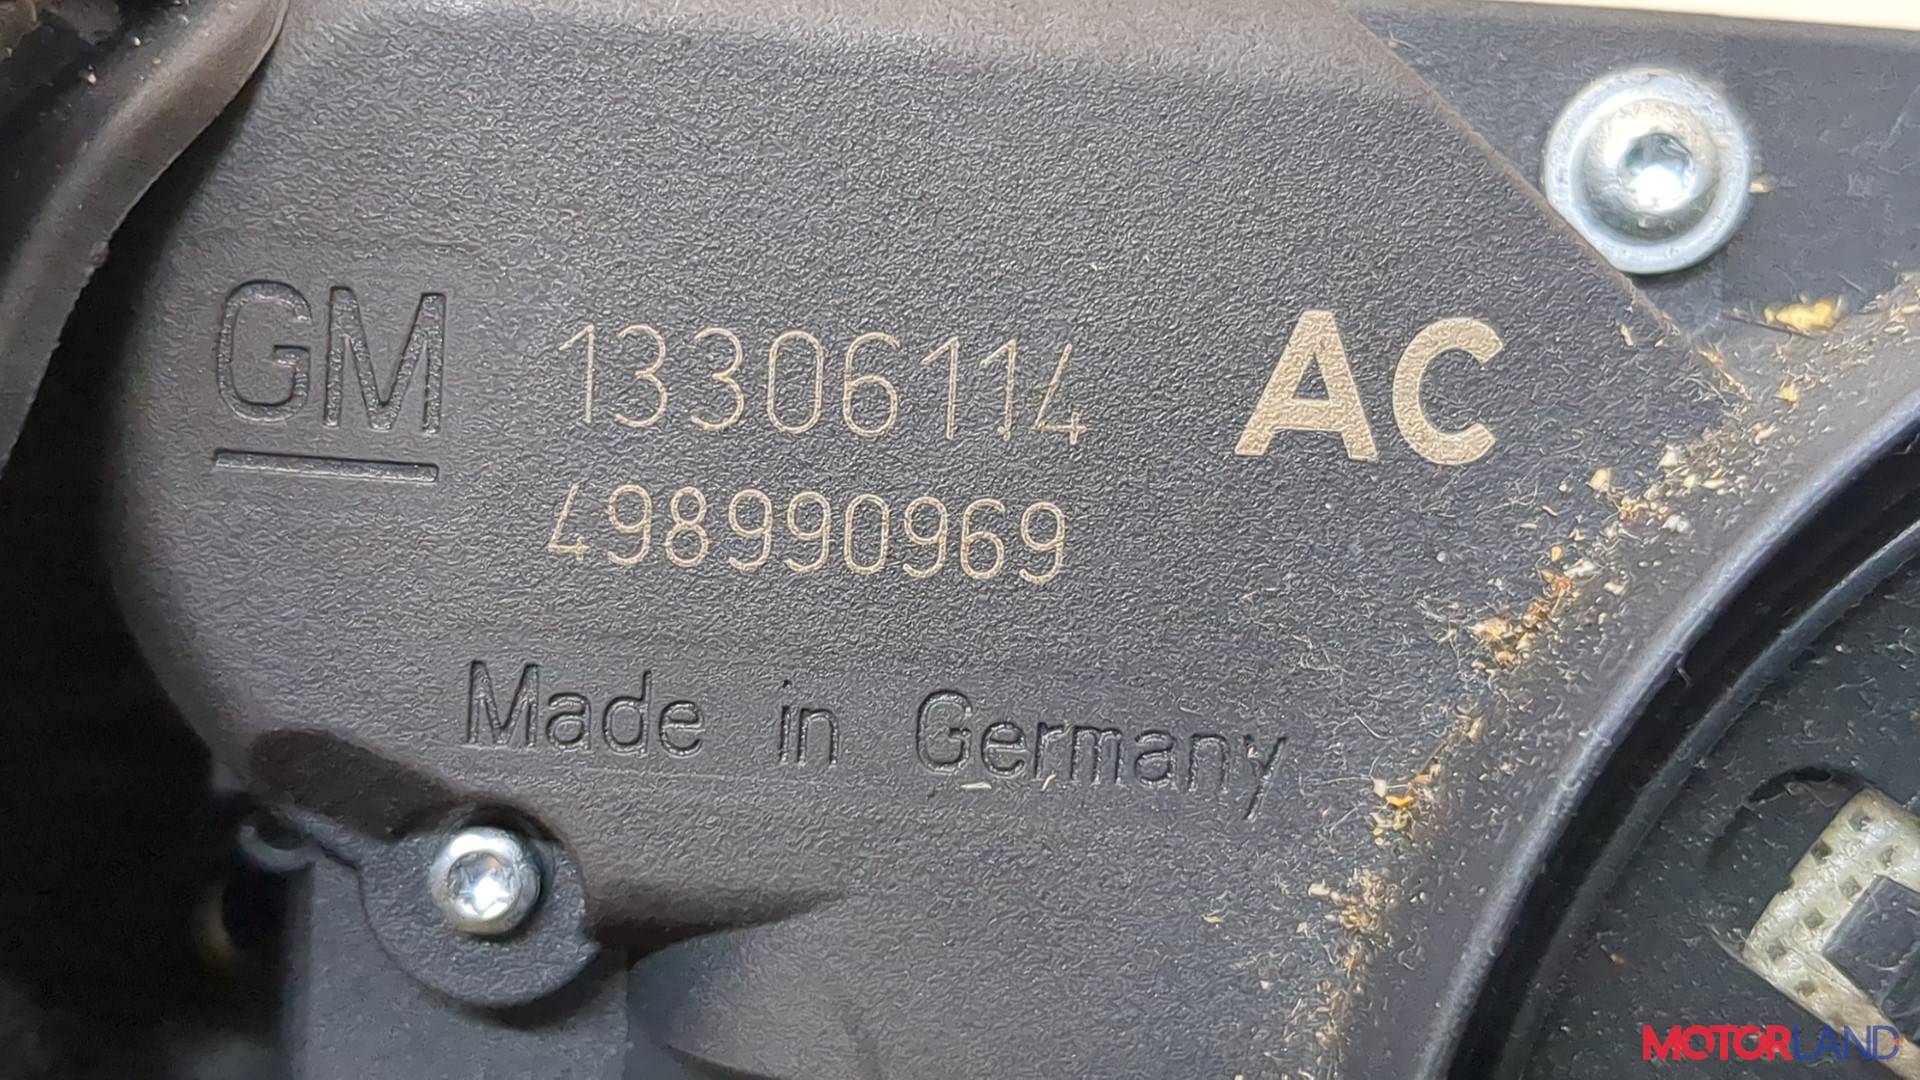 GM 13306114 AC
498990969
Made in Germany
MOTORLAND